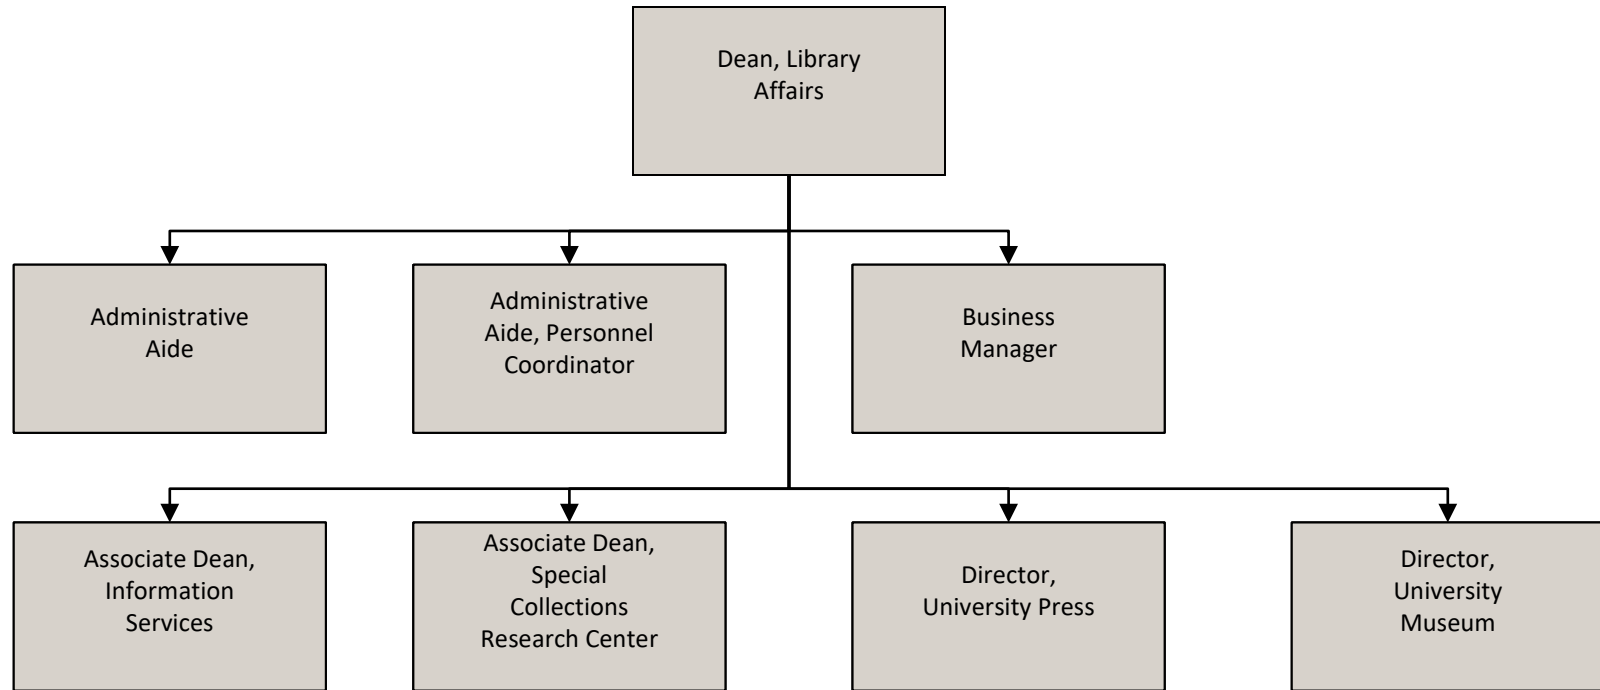 Dean, Library
Affairs
Administrative
Aide
Administrative
Aide, Personnel
Coordinator
Business
Manager
Associate Dean,
Information
Services
Associate Dean,
Special
Collections
Research Center
Director,
University Press
Director,
University
Museum